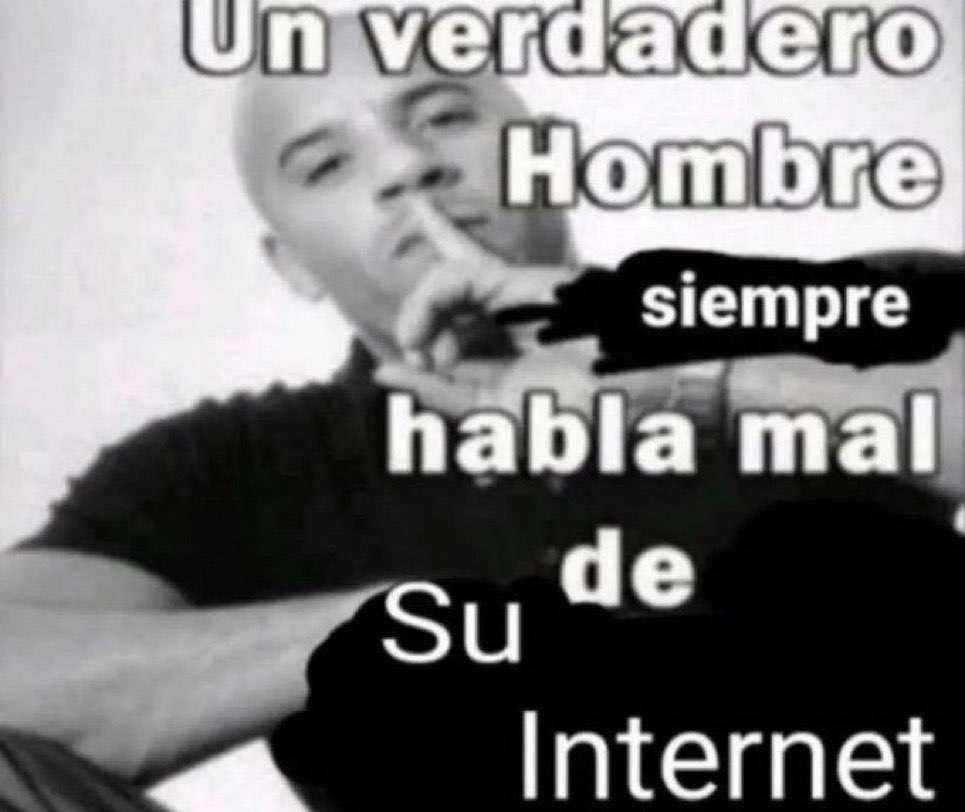 Un verdadero
Hombre
siempre
habla mal
de
Su
Internet